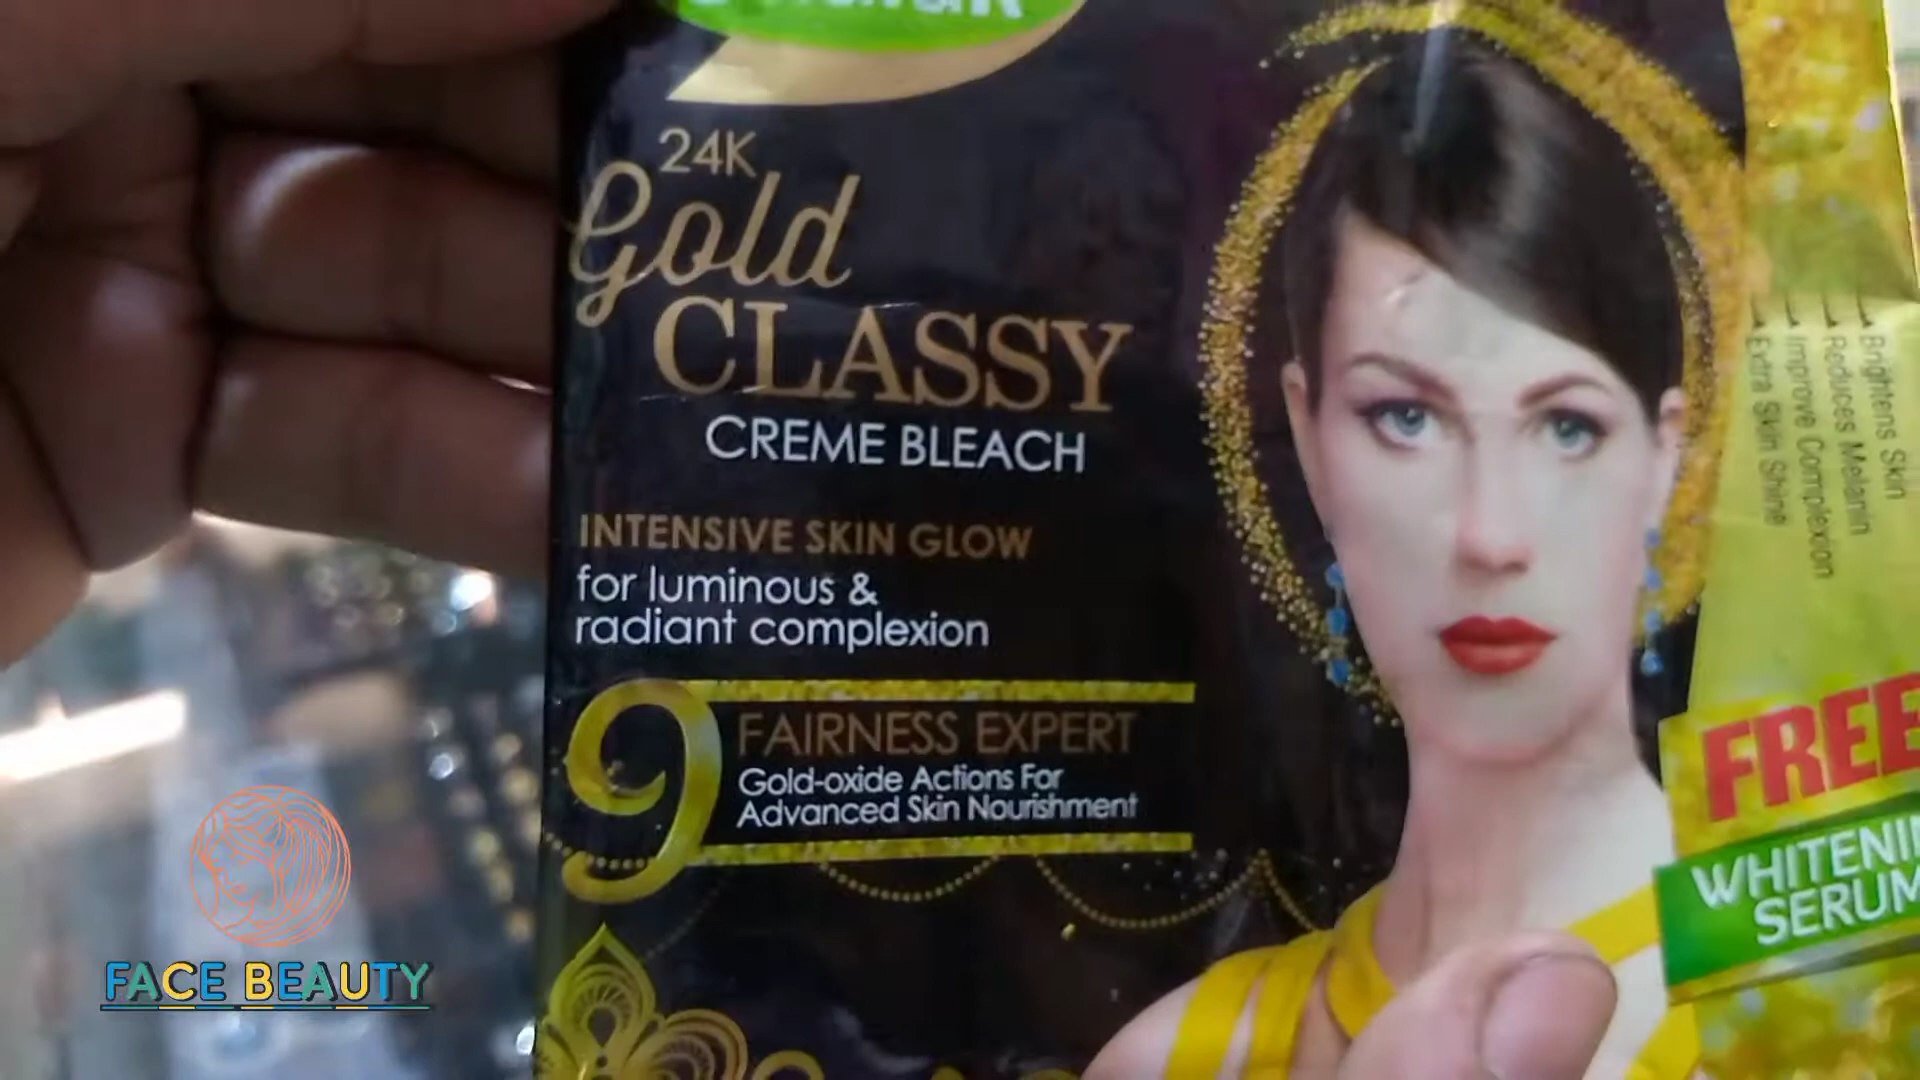 24K
Gold
CLASSY
CREME BLEACH
INTENSIVE SKIN GLOW
for luminous &
radiant complexion
9 FAIRNESS EXPERT
Gold-oxide Actions For
Advanced Skin Nourishment
Brightens Skin
Reduces Melanin
Improve Complexion
Extra Skin Shine
FREE
SERUM
FACE BEAUTY